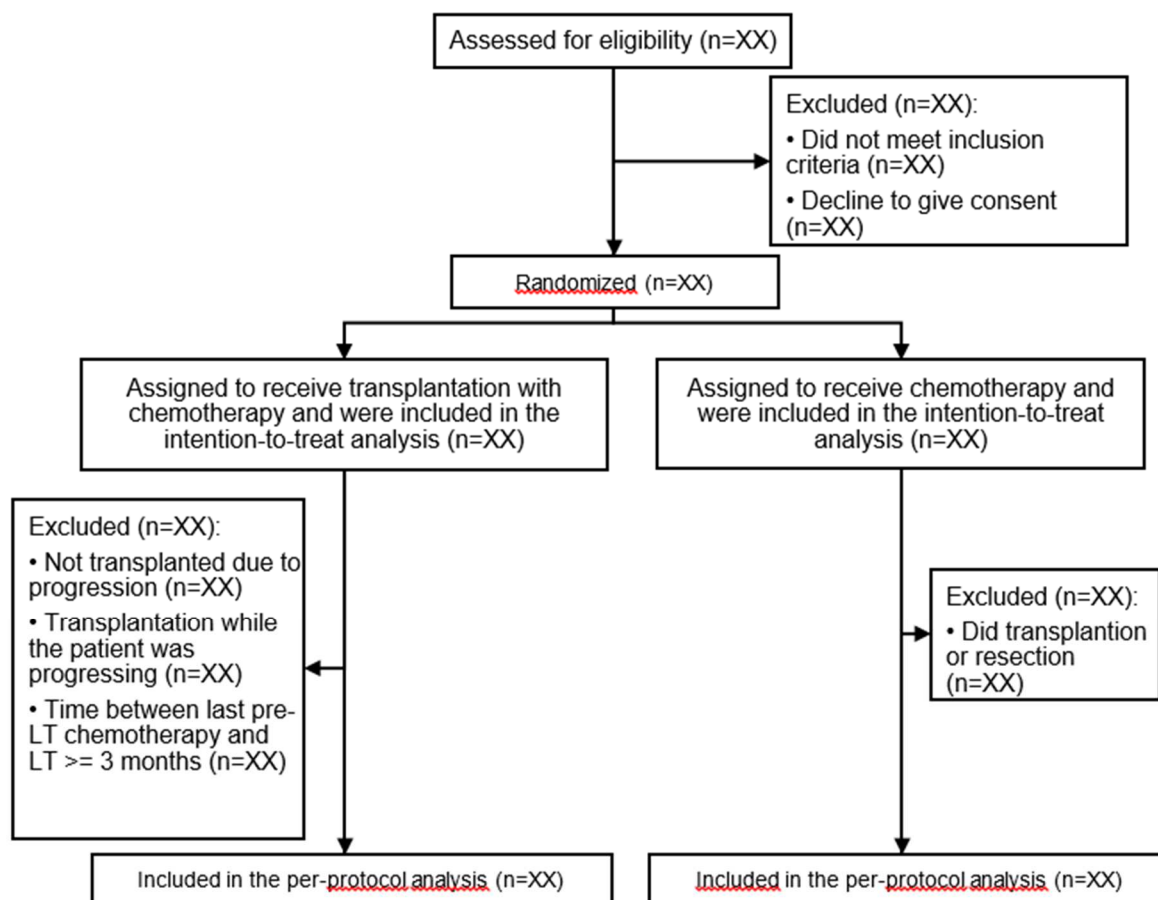 Assessed for eligibility (n=XX)
Excluded (n=XX):
• Did not meet inclusion
criteria (n=XX)
• Decline to give consent
(n=XX)
Randomized (n=XX)
Assigned to receive transplantation with
chemotherapy and were included in the
intention-to-treat analysis (n=XX)
Assigned to receive chemotherapy and
were included in the intention-to-treat
analysis (n=XX)
Excluded (n=XX):
• Not transplanted due to
progression (n=XX)
• Transplantation while
the patient was
progressing (n=XX)
• Time between last pre-
LT chemotherapy and
LT >= 3 months (n=XX)
Excluded (n=XX):
• Did transplantion
or resection
(n=XX)
Included in the per-protocol analysis (n=XX)
Included in the per-protocol analysis (n=XX)